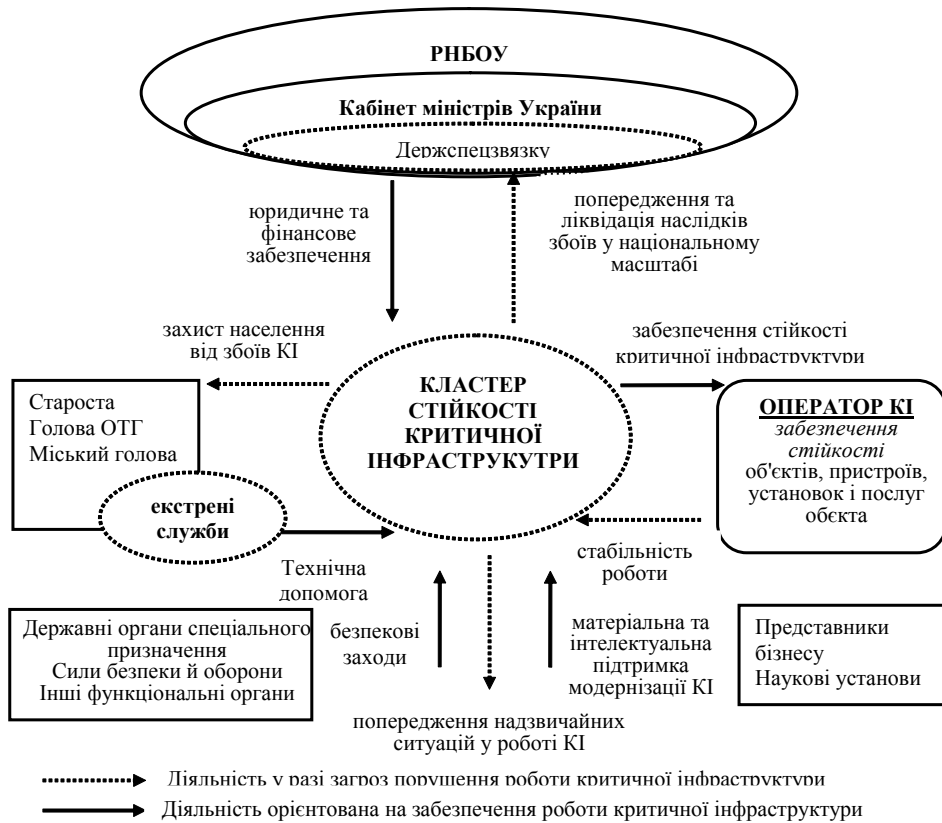 РНБОУ
Кабінет міністрів України
Держспецзвязку
юридичне та
фінансове
забезпечення
попередження та
ліквідація наслідків
збоїв у національному
масштабі
захист населення
від збоїв КІ
забезпечення стійкості
критичної інфраструктури
Староста
Голова ОТГ
Міський голова
екстрені
служби
КЛАСТЕР
СТІЙКОСТІ
КРИТИЧНОЇ
ІНФРАСТРУКУТРИ
ОПЕРАТОР КІ
забезпечення
стійкості
об'єктів, пристроїв,
установок і послуг
обєкта
Технічна
допомога
стабільність
роботи
Державні органи спеціального
призначення
Сили безпеки й оборони
Інші функціональні органи
безпекові
заходи
матеріальна та
інтелектуальна
підтримка
модернізації КІ
Представники
бізнесу
Наукові установи
попередження надзвичайних
ситуацій у роботі КІ
Діяльність у разі загроз порушення роботи критичної інфраструктури
Діяльність орієнтована на забезпечення роботи критичної інфраструктури